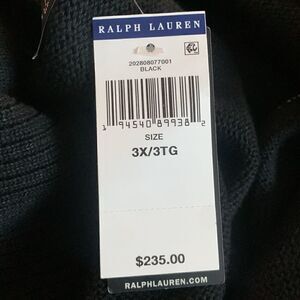 RALPH LAUREN
202808077001
BLACK
1 94540 89938 2
SIZE
3X/3TG
$235.00
RALPHLAUREN.COM